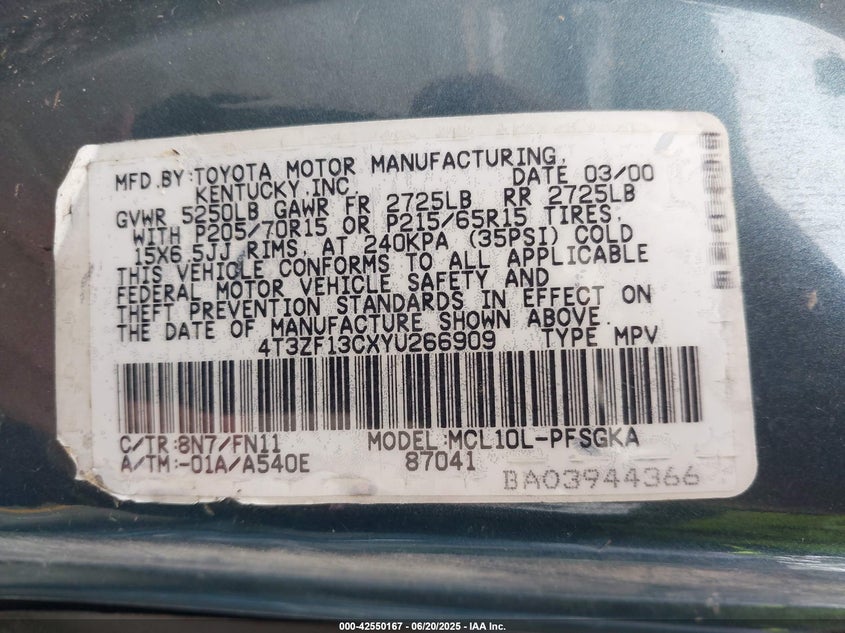 MFD.BY:TOYOTA MOTOR MANUFACTURING, DATE 03/00
KENTUCKY,INC.
GVWR 5250LB GAWR FR 2725LB RR 2725LB
WITH P205/70R15 OR P215/65R15 TIRES,
15X6.5JJ RIMS, AT 240KPA (35PSI) COLD
THIS VEHICLE CONFORMS TO ALL APPLICABLE
FEDERAL MOTOR VEHICLE SAFETY AND
THEFT PREVENTION STANDARDS IN EFFECT ON
THE DATE OF MANUFACTURE SHOWN ABOVE.
4T3ZF13CXYU266909 TYPE MPV
C/TR:8N7/FN11 MODEL:MCL10L-PFSGKA
A/TM:-01A/A540E 87041
BA03944366
000-42550167 - 06/20/2025 - IAA Inc.